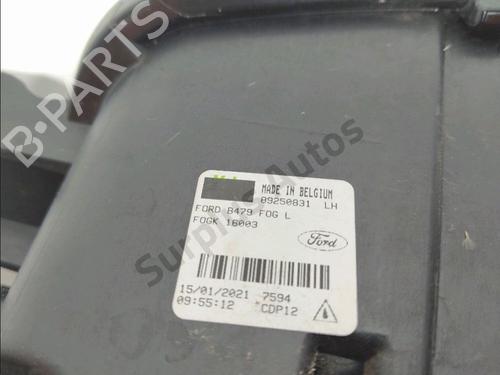 MADE IN BELGIUM
89250831 LH
FORD B479 FOG L
FOGK 16003
Ford
15/01/2021 7594
09:55:12 CDP12
B-PARTS
Surplus Autos